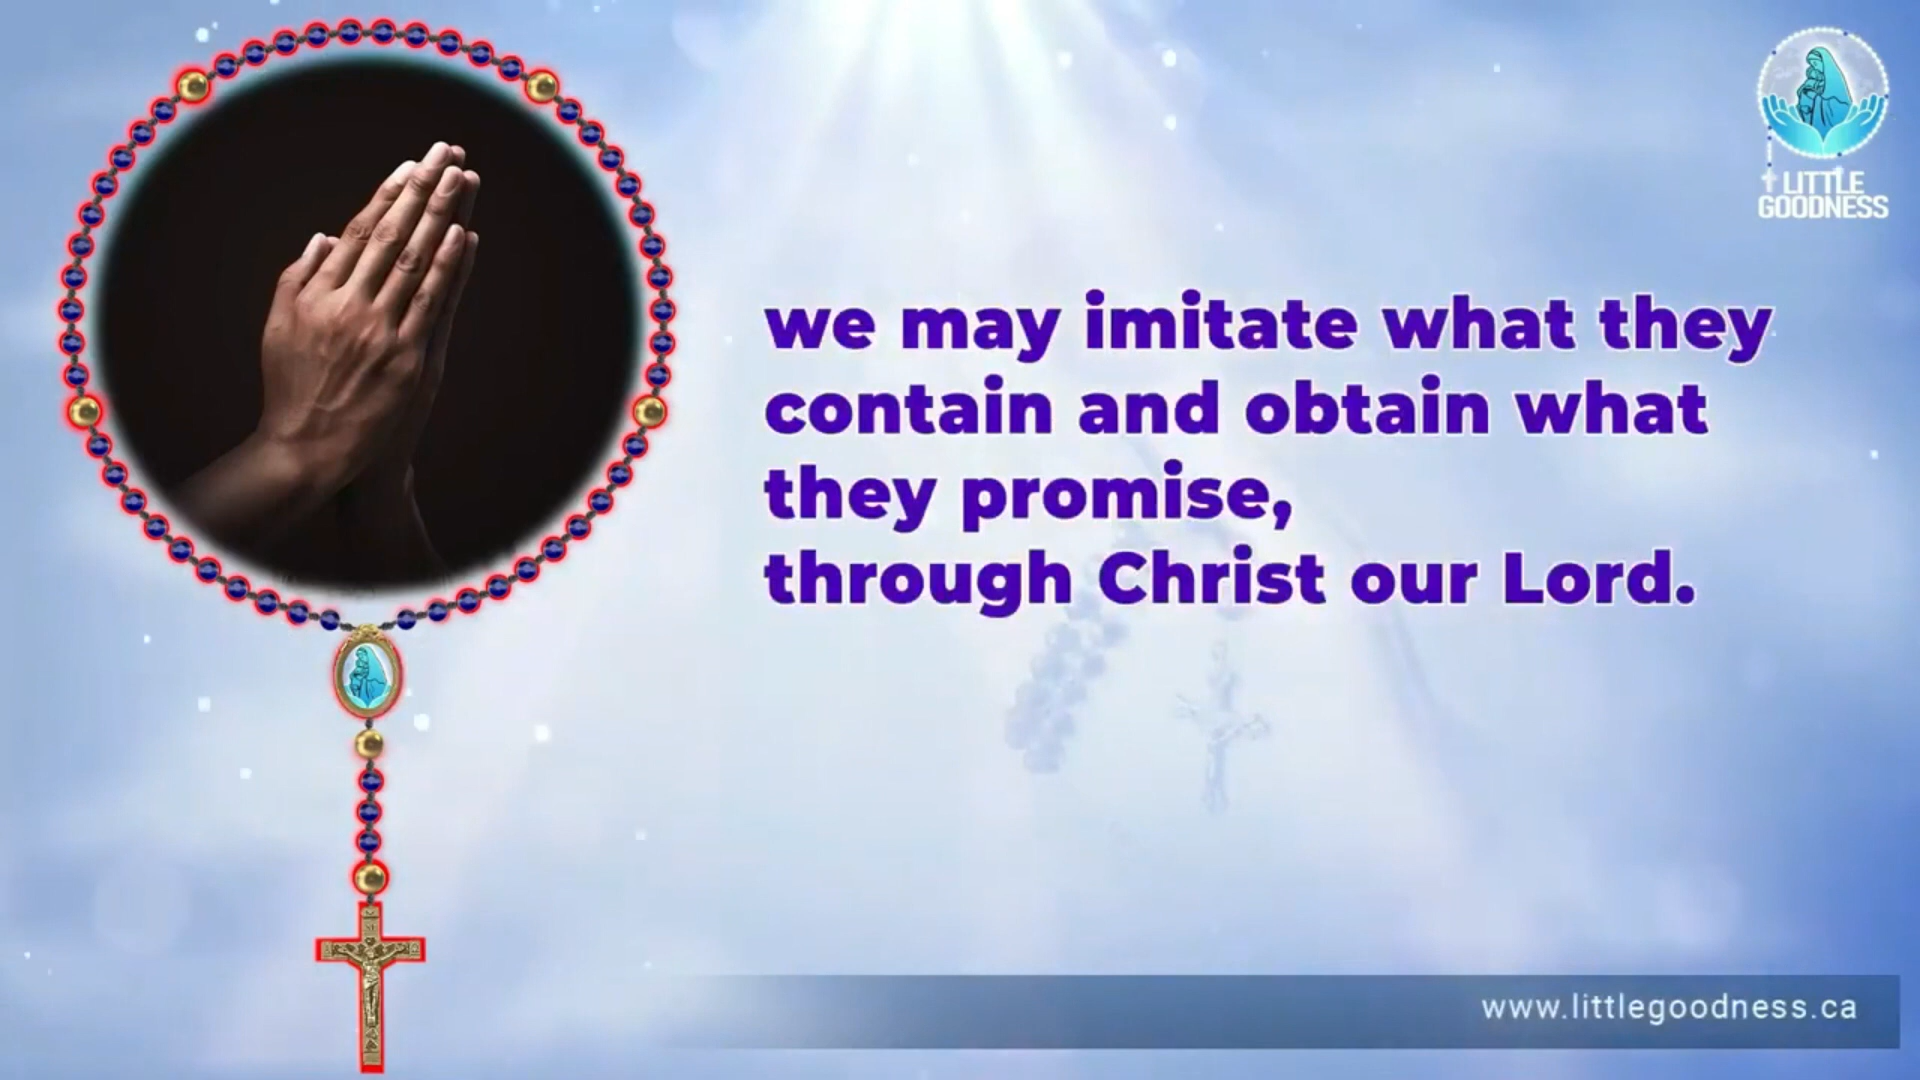 LITTLE
GOODNESS
we may imitate what they
contain and obtain what
they promise,
through Christ our Lord.
www.littlegoodness.ca